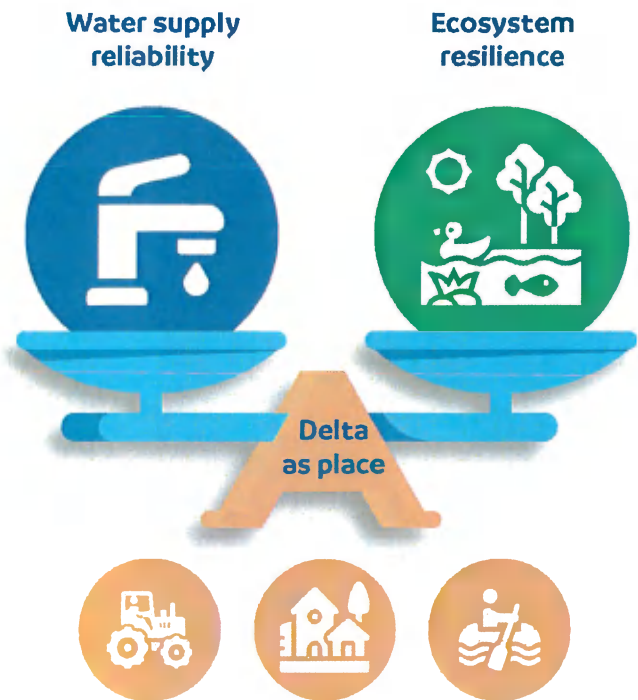 Water supply
reliability
Ecosystem
resilience
Delta
as place